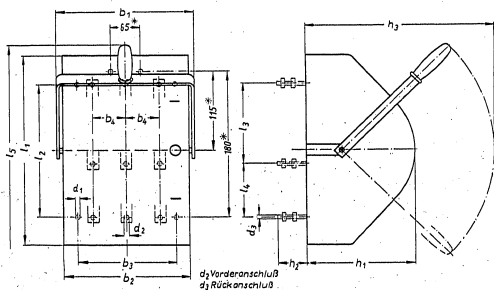 b₁
65*
h₃
l₅
l₁
l₂
b₄
b₄
115*
180*
l₃
l₄
d₁
d₂
d₃
b₃
b₂
h₂
h₁
d₂ Vorderanschluß
d₃ Rückanschluß